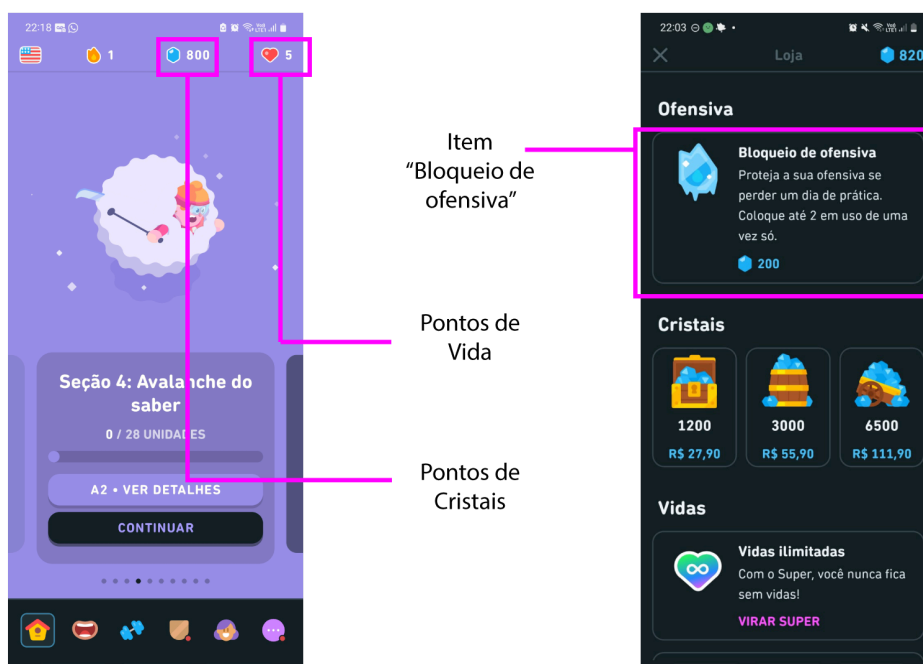 22:18
1
800
5
Seção 4: Avalanche do
saber
0 / 28 UNIDADES
A2 • VER DETALHES
CONTINUAR
Item
“Bloqueio de
ofensiva”
Pontos de
Vida
Pontos de
Cristais
22:03
Loja
820
Ofensiva
Bloqueio de ofensiva
Proteja a sua ofensiva se
perder um dia de prática.
Coloque até 2 em uso de uma
vez só.
200
Cristais
1200
R$ 27,90
3000
R$ 55,90
6500
R$ 111,90
Vidas
Vidas ilimitadas
Com o Super, você nunca fica
sem vidas!
VIRAR SUPER